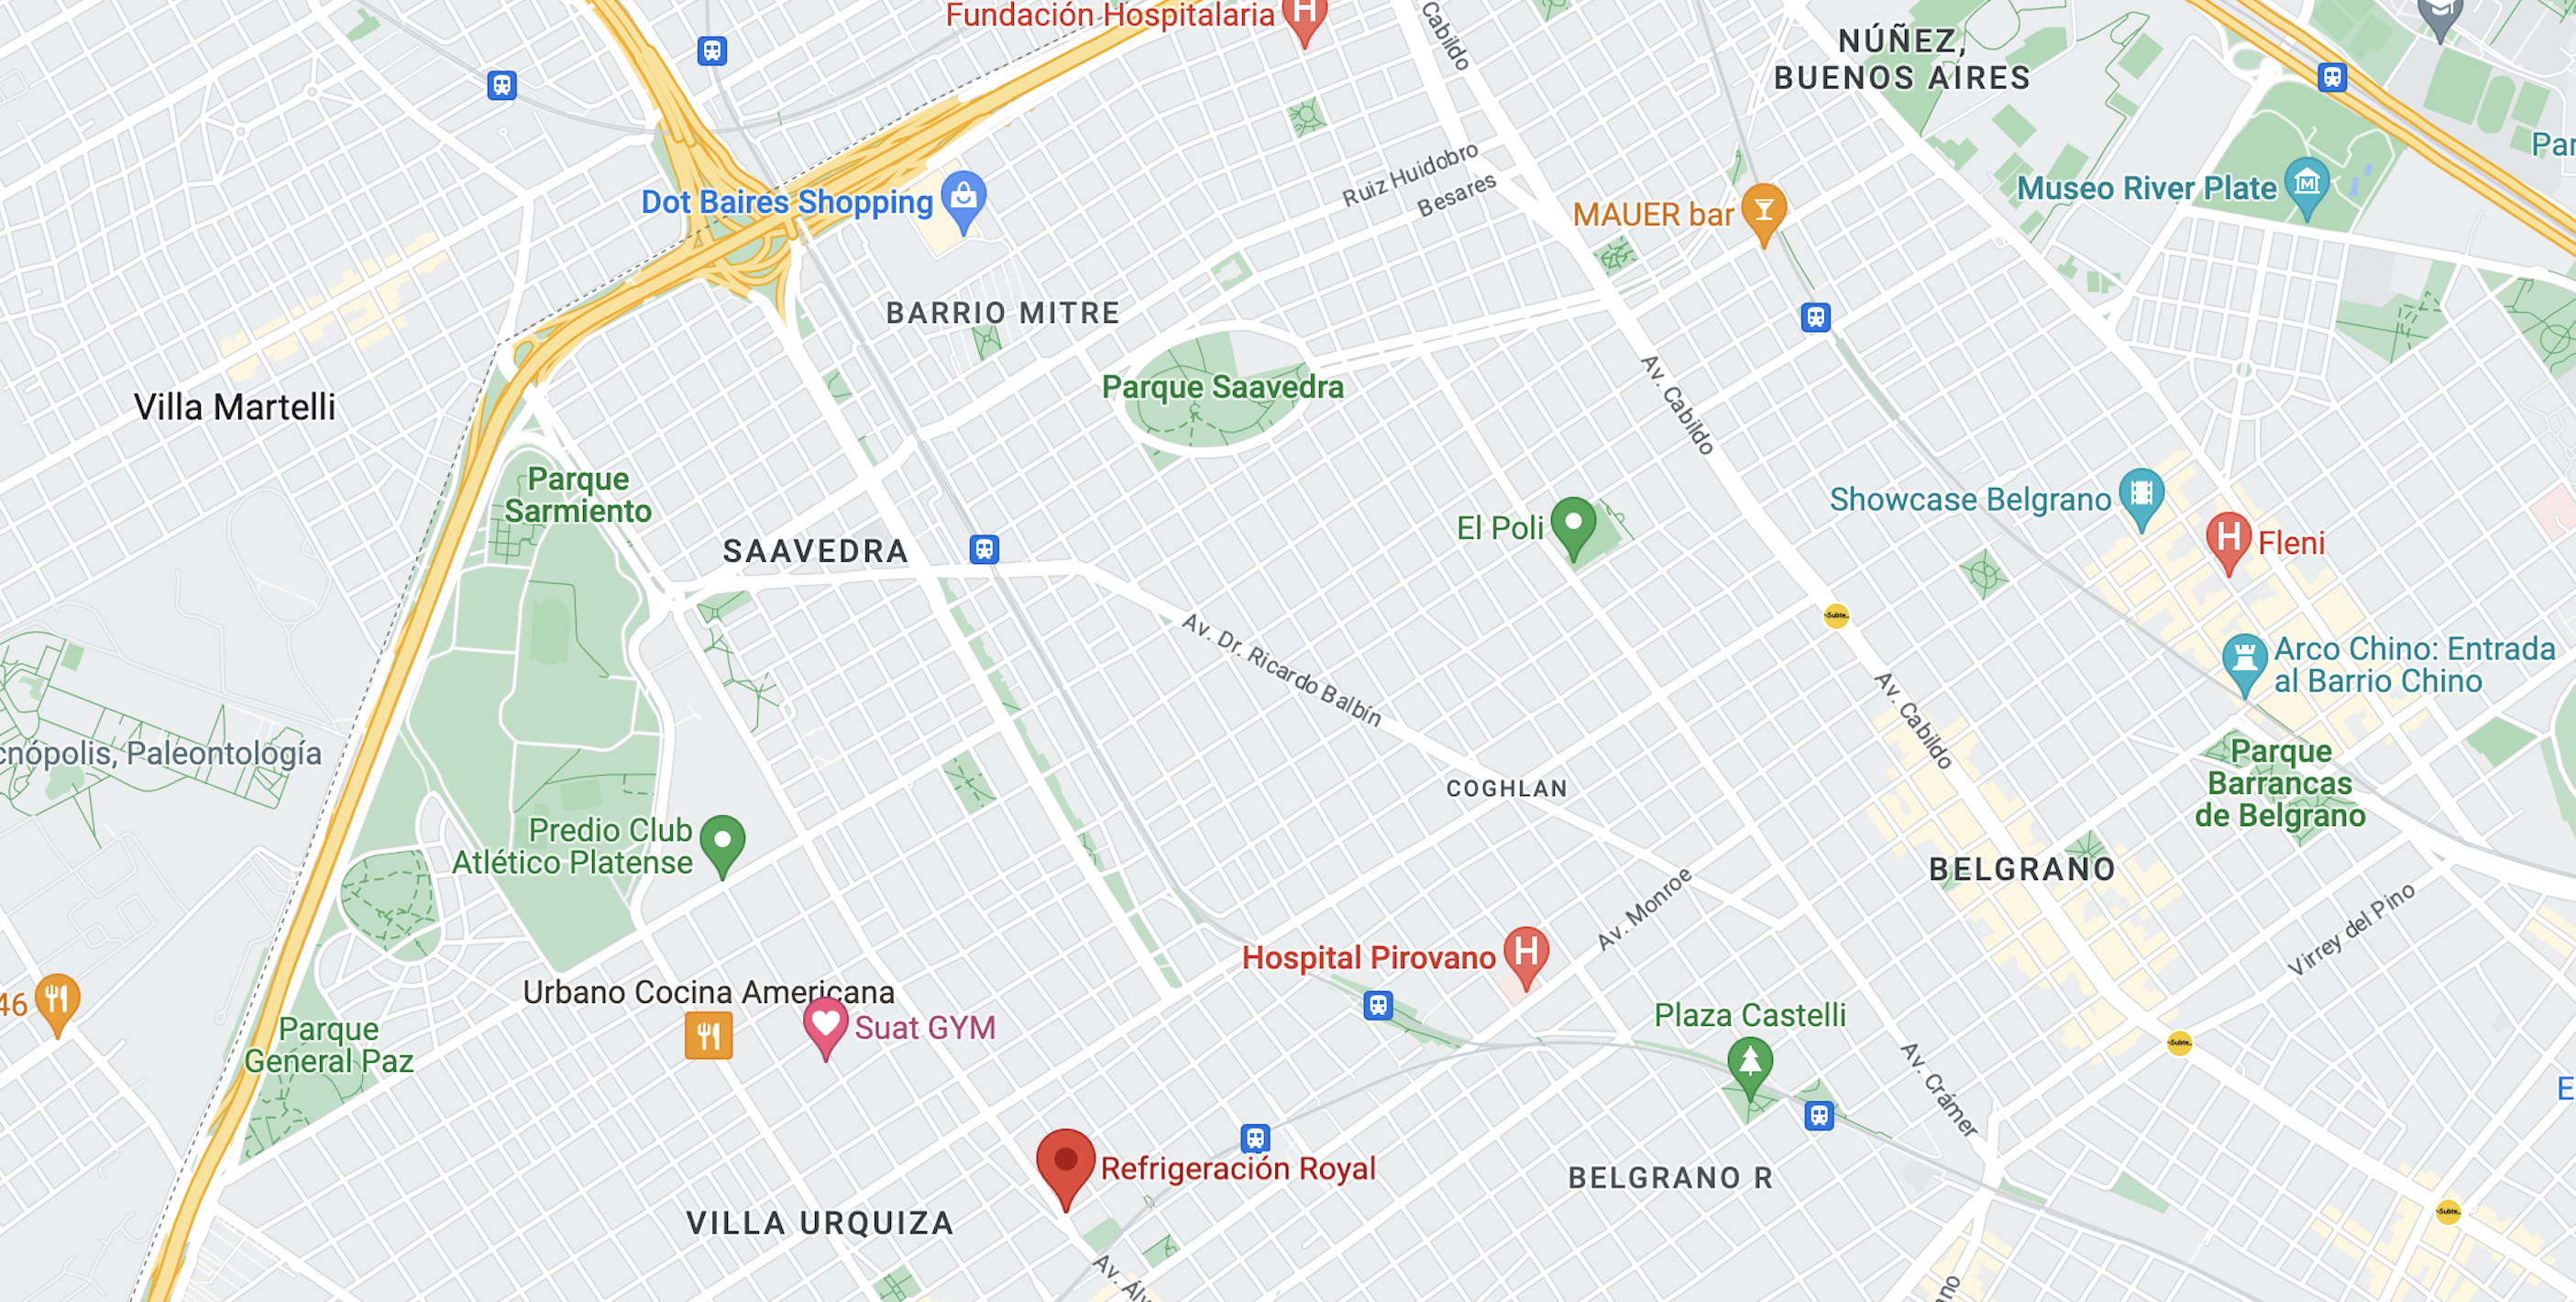 Fundación Hospitalaria
Cabildo
NÚÑEZ,
BUENOS AIRES
Ruiz Huidobro
Besares
Dot Baires Shopping
MAUER bar
Museo River Plate
BARRIO MITRE
Villa Martelli
Parque Saavedra
Av. Cabildo
Parque
Sarmiento
SAAVEDRA
El Poli
Showcase Belgrano
Fleni
Subte
Av. Dr. Ricardo Balbín
Arco Chino: Entrada
al Barrio Chino
Av. Cabildo
cnópolis, Paleontología
Parque
Barrancas
de Belgrano
COGHLAN
Predio Club
Atlético Platense
BELGRANO
Av. Monroe
Virrey del Pino
Hospital Pirovano
46
Urbano Cocina Americana
Suat GYM
Plaza Castelli
Parque
General Paz
Subte
Av. Crámer
Refrigeración Royal
BELGRANO R
VILLA URQUIZA
Subte
Av. Álv